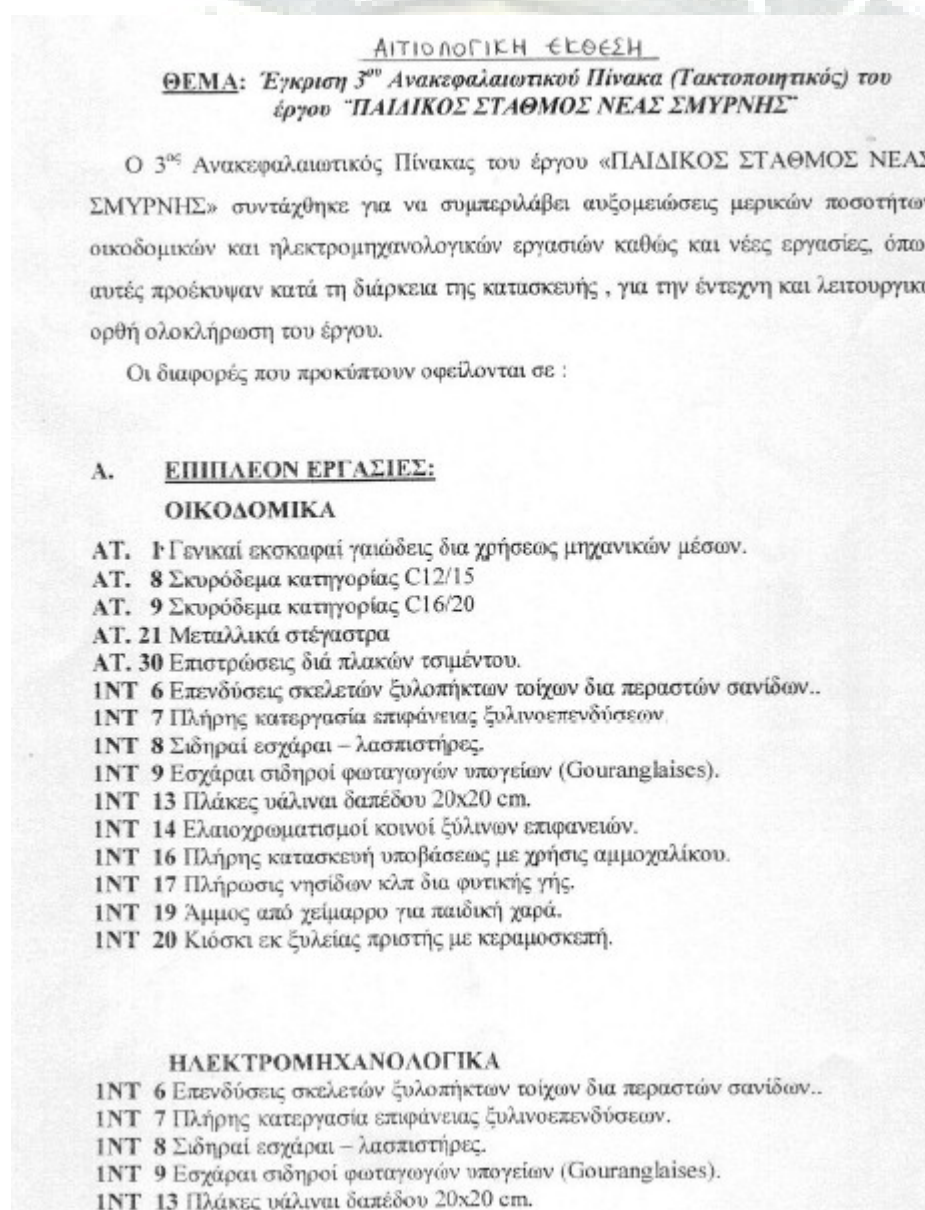 ΑΙΤΙΟΛΟΓΙΚΗ ΕΚΘΕΣΗ
ΘΕΜΑ: Έγκριση 3ου Ανακεφαλαιωτικού Πίνακα (Τακτοποιητικός) του
έργου ¨ΠΑΙΔΙΚΟΣ ΣΤΑΘΜΟΣ ΝΕΑΣ ΣΜΥΡΝΗΣ¨
Ο 3ος Ανακεφαλαιωτικός Πίνακας του έργου «ΠΑΙΔΙΚΟΣ ΣΤΑΘΜΟΣ ΝΕΑΣ
ΣΜΥΡΝΗΣ» συντάχθηκε για να συμπεριλάβει αυξομειώσεις μερικών ποσοτήτων
οικοδομικών και ηλεκτρομηχανολογικών εργασιών καθώς και νέες εργασίες, όπω
αυτές προέκυψαν κατά τη διάρκεια της κατασκευής , για την έντεχνη και λειτουργικά
ορθή ολοκλήρωση του έργου.
Οι διαφορές που προκύπτουν οφείλονται σε :
Α. ΕΠΙΠΛΕΟΝ ΕΡΓΑΣΙΕΣ:
ΟΙΚΟΔΟΜΙΚΑ
ΑΤ. 1 Γενικαί εκσκαφαί γαιώδεις δια χρήσεως μηχανικών μέσων.
ΑΤ. 8 Σκυρόδεμα κατηγορίας C12/15
ΑΤ. 9 Σκυρόδεμα κατηγορίας C16/20
ΑΤ. 21 Μεταλλικά στέγαστρα
ΑΤ. 30 Επιστρώσεις διά πλακών τσιμέντου.
1ΝΤ 6 Επενδύσεις σκελετών ξυλοπήκτων τοίχων δια περαστών σανίδων..
1ΝΤ 7 Πλήρης κατεργασία επιφάνειας ξυλινοεπενδύσεων.
1ΝΤ 8 Σιδηραί εσχάραι – λασπιστήρες.
1ΝΤ 9 Εσχάραι σιδηροί φωταγωγών υπογείων (Gouranglaises).
1ΝΤ 13 Πλάκες υάλιναι δαπέδου 20x20 cm.
1ΝΤ 14 Ελαιοχρωματισμοί κοινοί ξύλινων επιφανειών.
1ΝΤ 16 Πλήρης κατασκευή υποβάσεως με χρήσις αμμοχαλίκου.
1ΝΤ 17 Πλήρωσις νησίδων κλπ δια φυτικής γής.
1ΝΤ 19 Άμμος από χείμαρρο για παιδική χαρά.
1ΝΤ 20 Κιόσκι εκ ξυλείας πριστής με κεραμοσκεπή.
ΗΛΕΚΤΡΟΜΗΧΑΝΟΛΟΓΙΚΑ
1ΝΤ 6 Επενδύσεις σκελετών ξυλοπήκτων τοίχων δια περαστών σανίδων..
1ΝΤ 7 Πλήρης κατεργασία επιφάνειας ξυλινοεπενδύσεων.
1ΝΤ 8 Σιδηραί εσχάραι – λασπιστήρες.
1ΝΤ 9 Εσχάραι σιδηροί φωταγωγών υπογείων (Gouranglaises).
1ΝΤ 13 Πλάκες υάλιναι δαπέδου 20x20 cm.